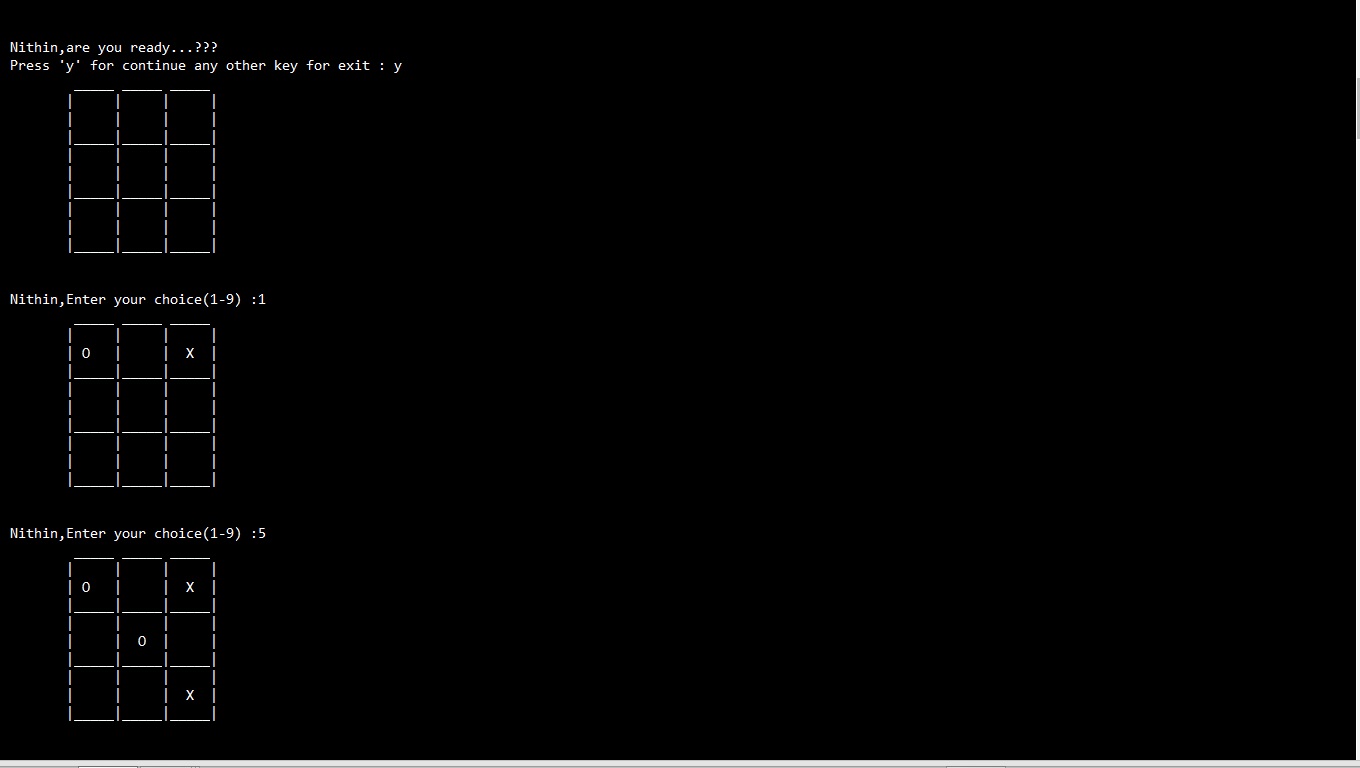 Nithin,are you ready...???
Press 'y' for continue any other key for exit : y
Nithin,Enter your choice(1-9) :1
O X
Nithin,Enter your choice(1-9) :5
O X
O
X